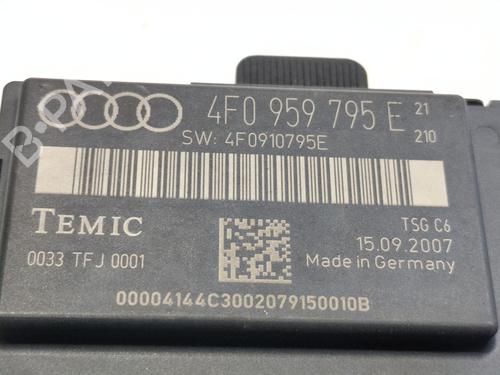 4F0 959 795 E 21
210
SW: 4F0910795E
TEMIC
TSG C6
15.09.2007
0033 TFJ 0001
Made in Germany
00004144C3002079150010B
B-PA